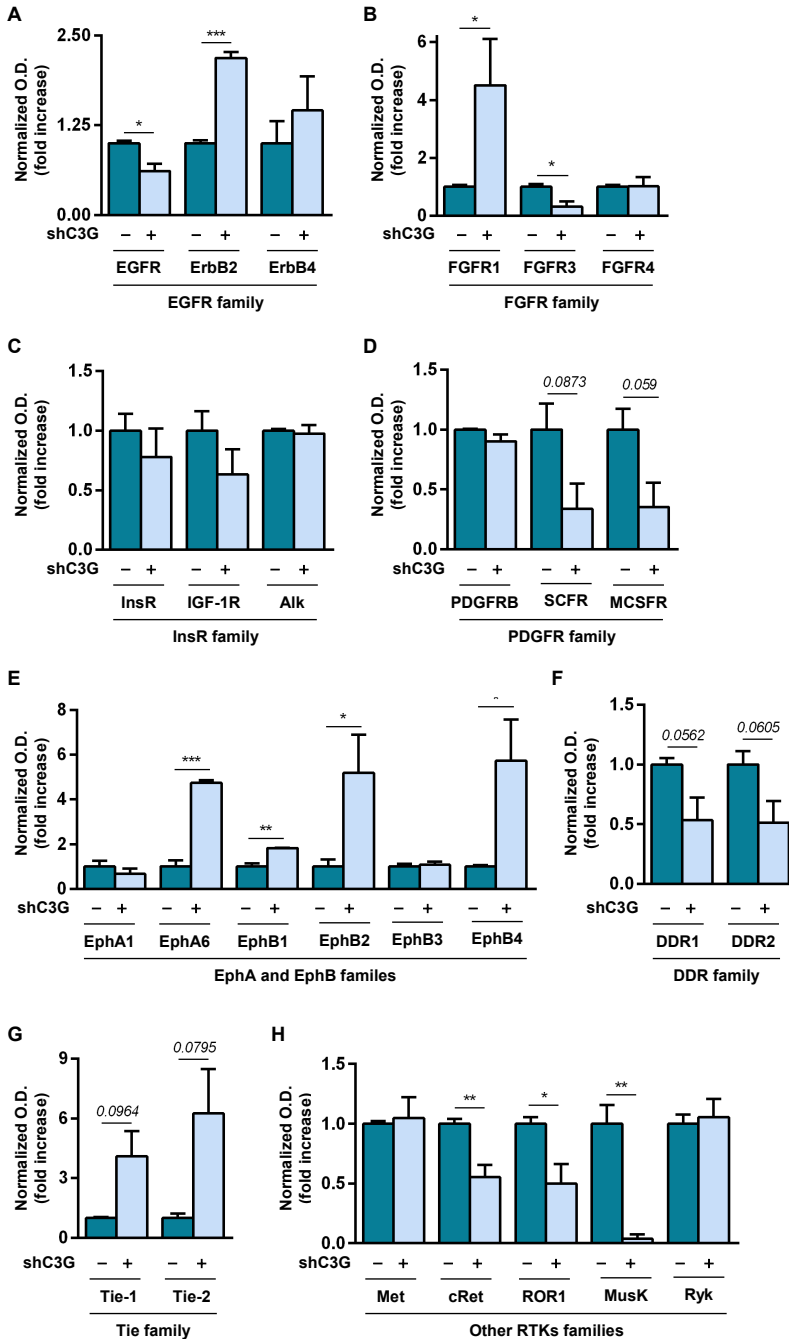 A
Normalized O.D.
(fold increase)
2.50
1.25
0.00
*
***
shC3G
– + – + – +
EGFR ErbB2 ErbB4
EGFR family
B
Normalized O.D.
(fold increase)
6
4
2
0
*
*
shC3G
– + – + – +
FGFR1 FGFR3 FGFR4
FGFR family
C
Normalized O.D.
(fold increase)
1.5
1.0
0.5
0.0
shC3G
– + – + – +
InsR IGF-1R Alk
InsR family
D
Normalized O.D.
(fold increase)
1.5
1.0
0.5
0.0
0.0873
0.059
shC3G
– + – + – +
PDGFRB SCFR MCSFR
PDGFR family
E
Normalized O.D.
(fold increase)
8
6
4
2
0
***
**
*
shC3G
– + – + – + – + – + – +
EphA1 EphA6 EphB1 EphB2 EphB3 EphB4
EphA and EphB familes
F
Normalized O.D.
(fold increase)
1.5
1.0
0.5
0.0
0.0562
0.0605
shC3G
– + – +
DDR1 DDR2
DDR family
G
Normalized O.D.
(fold increase)
9
6
3
0
0.0964
0.0795
shC3G
– + – +
Tie-1 Tie-2
Tie family
H
Normalized O.D.
(fold increase)
1.5
1.0
0.5
0.0
**
*
**
shC3G
– + – + – + – + – +
Met cRet ROR1 MusK Ryk
Other RTKs families